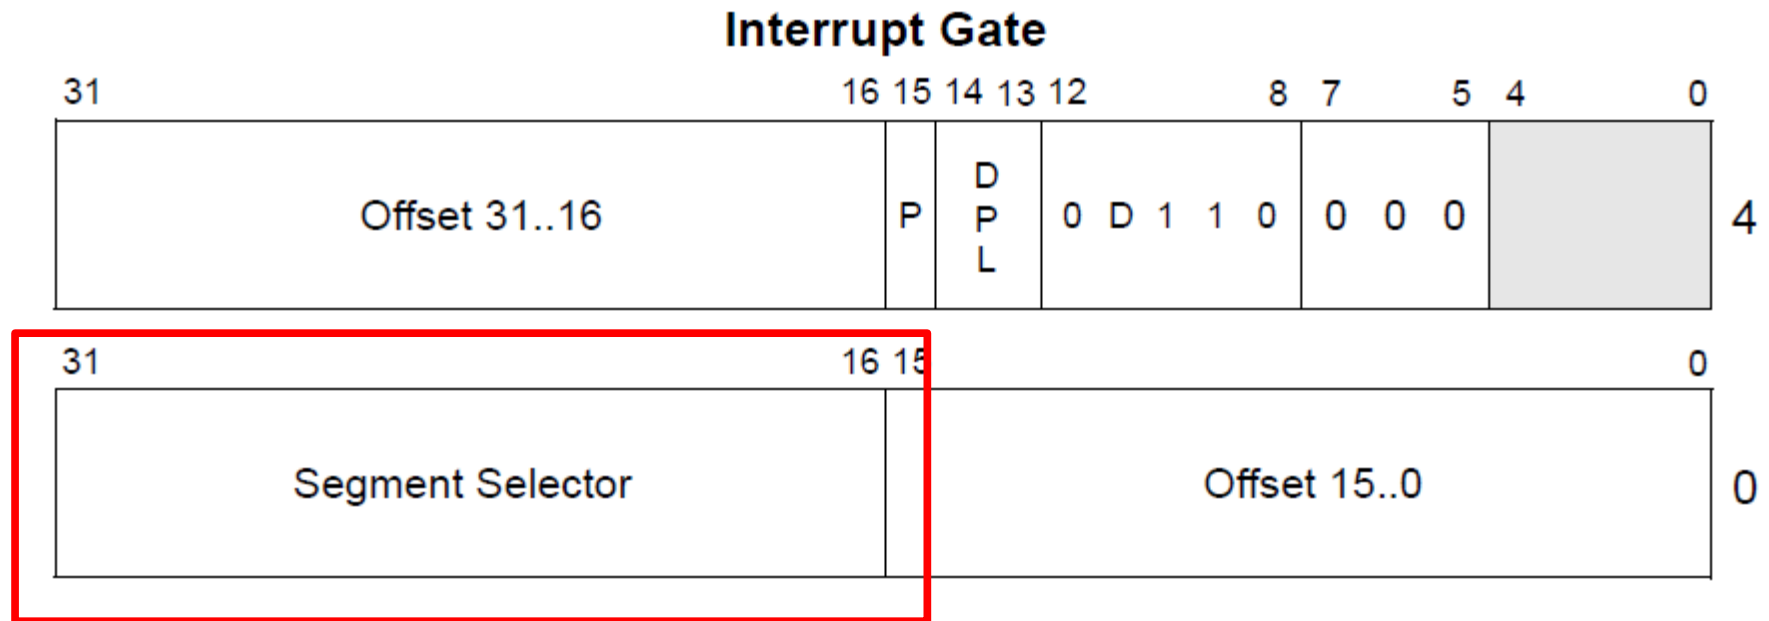 Interrupt Gate
31 16 15 14 13 12 8 7 5 4 0
Offset 31..16 P D P L 0 D 1 1 0 0 0 0 4
31 16 15 0
Segment Selector Offset 15..0 0